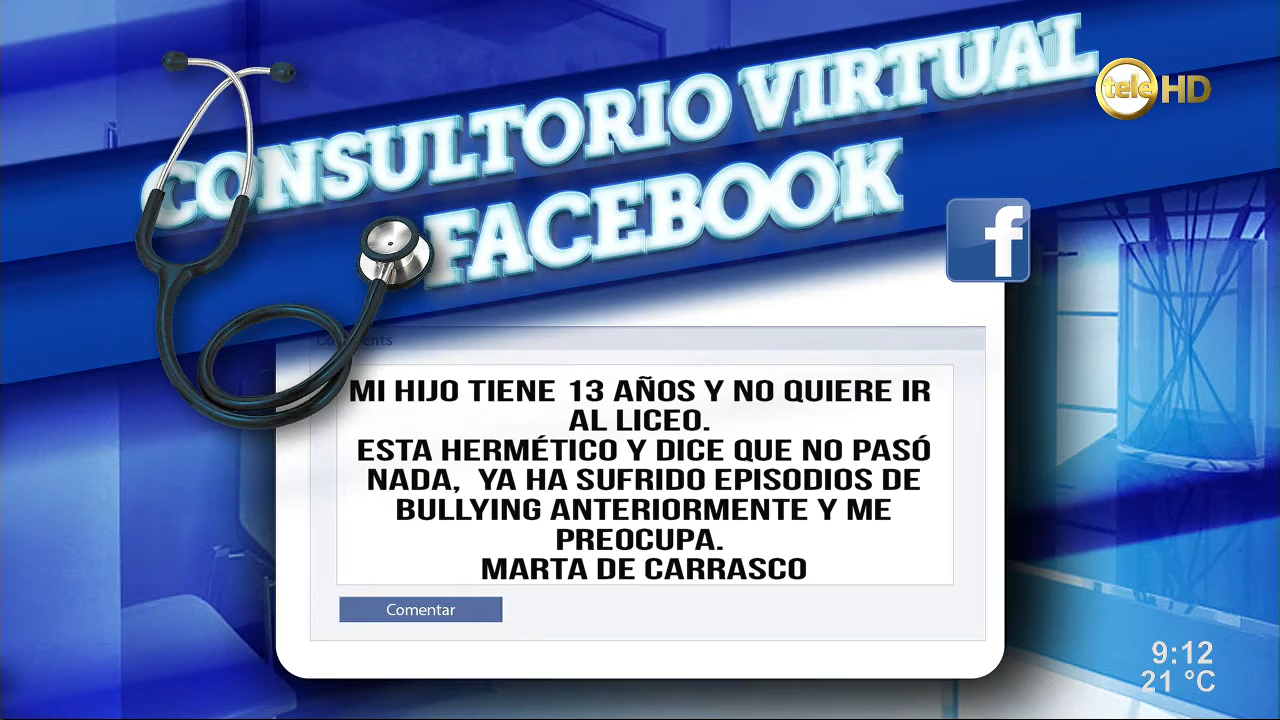 CONSULTORIO VIRTUAL
FACEBOOK
tele HD
f
MI HIJO TIENE 13 AÑOS Y NO QUIERE IR
AL LICEO.
ESTA HERMÉTICO Y DICE QUE NO PASÓ
NADA, YA HA SUFRIDO EPISODIOS DE
BULLYING ANTERIORMENTE Y ME
PREOCUPA.
MARTA DE CARRASCO
Comentar
9:12
21 °C